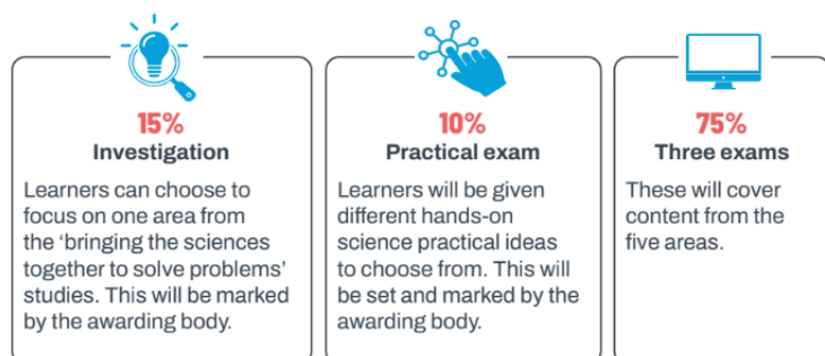 15%
Investigation
Learners can choose to
focus on one area from
the ‘bringing the sciences
together to solve problems’
studies. This will be marked
by the awarding body.
10%
Practical exam
Learners will be given
different hands-on
science practical ideas
to choose from. This will
be set and marked by the
awarding body.
75%
Three exams
These will cover
content from the
five areas.